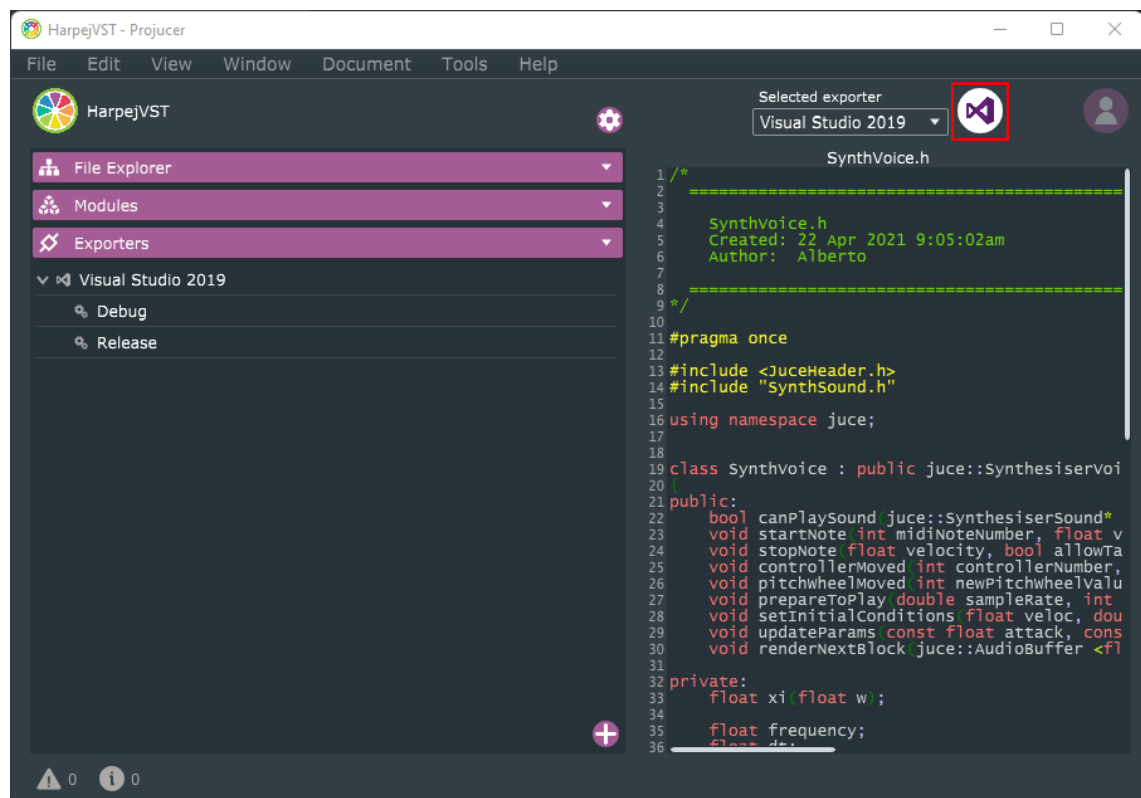 HarpejVST - Projucer
File Edit View Window Document Tools Help
HarpejVST
Selected exporter
Visual Studio 2019
File Explorer
Modules
Exporters
Visual Studio 2019
Debug
Release
SynthVoice.h
1 /*
2 ============================================
3
4 SynthVoice.h
5 Created: 22 Apr 2021 9:05:02am
6 Author: Alberto
7
8 ============================================
9 */
10
11 #pragma once
12
13 #include <JuceHeader.h>
14 #include "SynthSound.h"
15
16 using namespace juce;
17
18
19 class SynthVoice : public juce::SynthesiserVoi
20 {
21 public:
22 bool canPlaySound(juce::SynthesiserSound*
23 void startNote(int midiNoteNumber, float v
24 void stopNote(float velocity, bool allowTa
25 void controllerMoved(int controllerNumber,
26 void pitchWheelMoved(int newPitchWheelValu
27 void prepareToPlay(double sampleRate, int
28 void setInitialConditions(float veloc, dou
29 void updateParams(const float attack, cons
30 void renderNextBlock(juce::AudioBuffer <fl
31
32 private:
33 float xi(float w);
34
35 float frequency;
36 float dt;
0 0